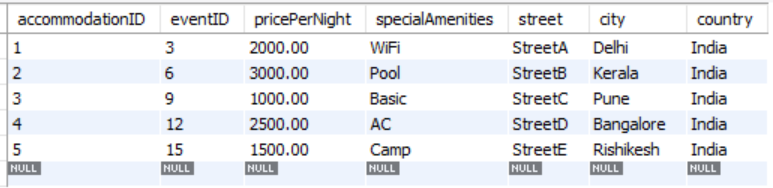 accommodationID eventID pricePerNight specialAmenities street city country
1 3 2000.00 WiFi StreetA Delhi India
2 6 3000.00 Pool StreetB Kerala India
3 9 1000.00 Basic StreetC Pune India
4 12 2500.00 AC StreetD Bangalore India
5 15 1500.00 Camp StreetE Rishikesh India
NULL NULL NULL NULL NULL NULL NULL